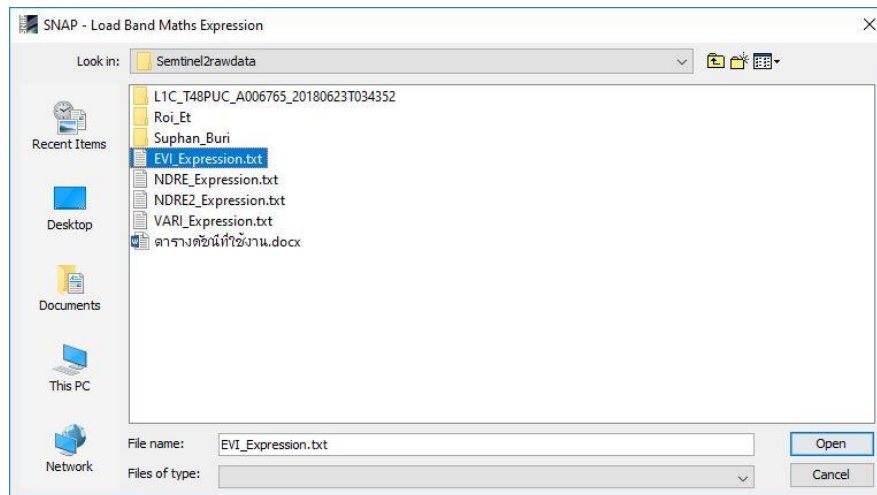 SNAP - Load Band Maths Expression
Look in:
Semtinel2rawdata
L1C_T48PUC_A006765_20180623T034352
Roi_Et
Suphan_Buri
EVI_Expression.txt
NDRE_Expression.txt
NDRE2_Expression.txt
VARI_Expression.txt
ตารางดัชนีที่ใช้งาน.docx
Recent Items
Desktop
Documents
This PC
Network
File name:
EVI_Expression.txt
Open
Files of type:
Cancel